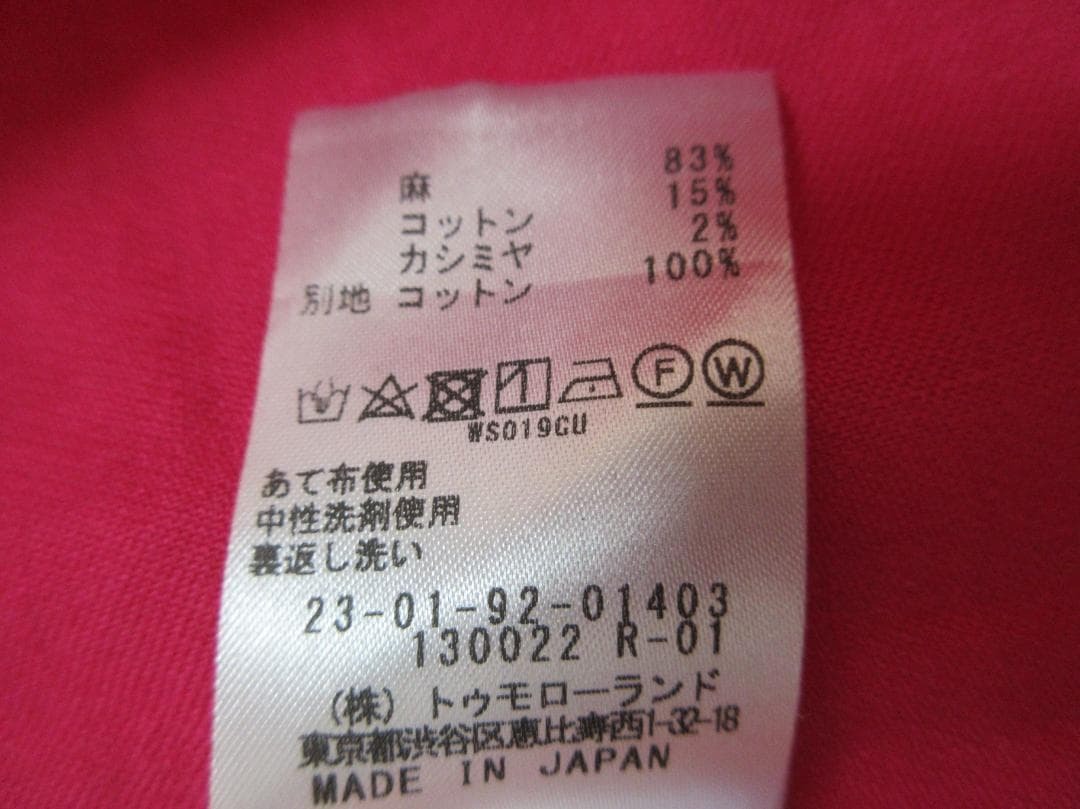 麻 83%
コットン 15%
カシミヤ 2%
別地 コットン 100%
F W
WS019CU
あて布使用
中性洗剤使用
裏返し洗い
23-01-92-01403
130022 R-01
(株) トゥモローランド
東京都渋谷区恵比寿西1-32-18
MADE IN JAPAN